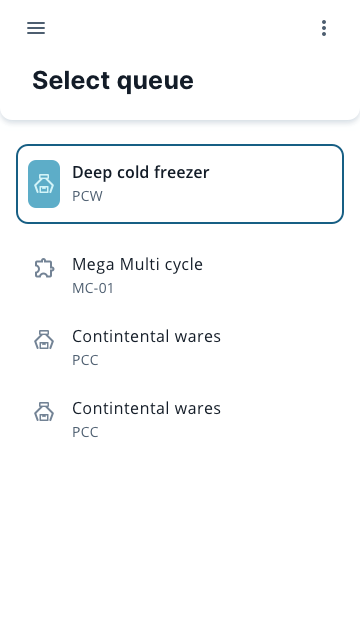 Select queue
Deep cold freezer
PCW
Mega Multi cycle
MC-01
Contintental wares
PCC
Contintental wares
PCC